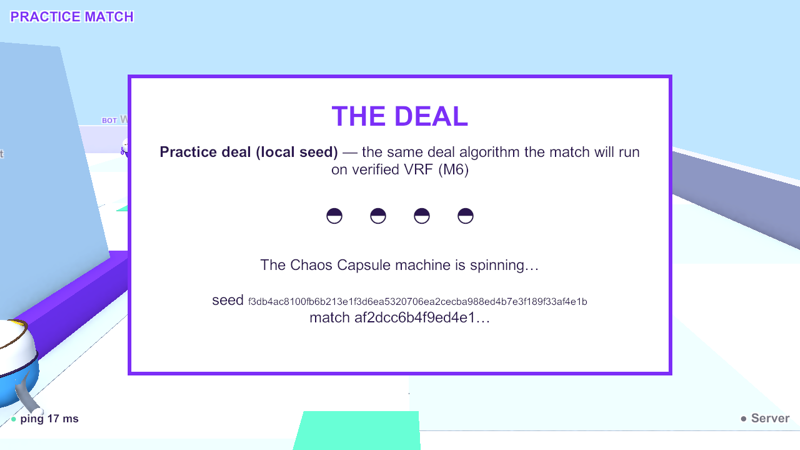 PRACTICE MATCH
BOT W
t
THE DEAL
Practice deal (local seed) — the same deal algorithm the match will run
on verified VRF (M6)
The Chaos Capsule machine is spinning…
seed f3db4ac8100fb6b213e1f3d6ea5320706ea2cecba988ed4b7e3f189f33af4e1b
match af2dcc6b4f9ed4e1…
ping 17 ms
Server